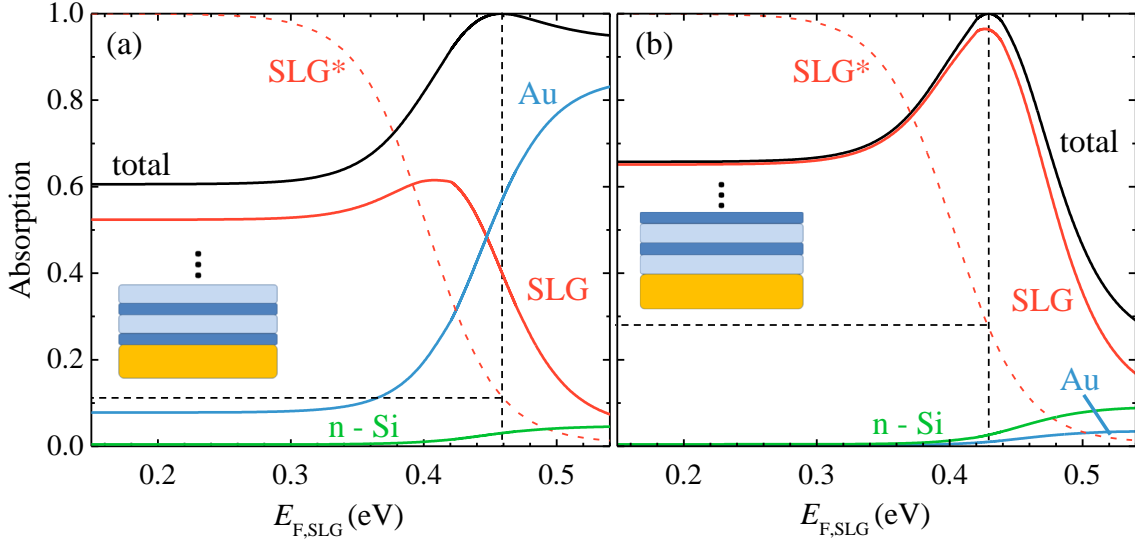 (a)
SLG*
Au
total
SLG
n - Si
Absorption
1.0
0.8
0.6
0.4
0.2
0.0
0.2
0.3
0.4
0.5
E_F,SLG (eV)
(b)
SLG*
total
SLG
Au
n - Si
0.2
0.3
0.4
0.5
E_F,SLG (eV)